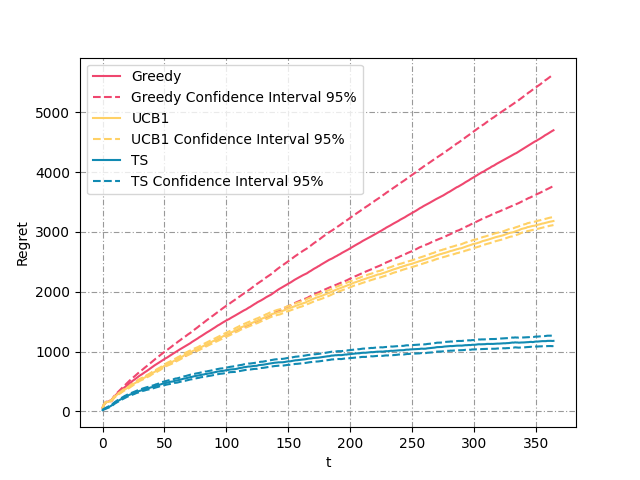 Greedy
Greedy Confidence Interval 95%
UCB1
UCB1 Confidence Interval 95%
TS
TS Confidence Interval 95%
5000
4000
3000
2000
1000
0
Regret
0 50 100 150 200 250 300 350
t